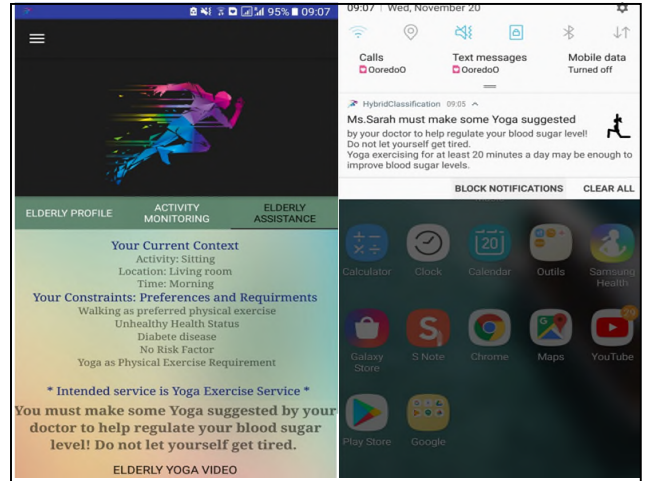 95% 09:07
ELDERLY PROFILE
ACTIVITY MONITORING
ELDERLY ASSISTANCE
Your Current Context
Activity: Sitting
Location: Living room
Time: Morning
Your Constraints: Preferences and Requirments
Walking as preferred physical exercise
Unhealthy Health Status
Diabete disease
No Risk Factor
Yoga as Physical Exercise Requirement
* Intended service is Yoga Exercise Service *
You must make some Yoga suggested by your
doctor to help regulate your blood sugar
level! Do not let yourself get tired.
ELDERLY YOGA VIDEO
09:07 | Wed, November 20
Calls
OoredoO
Text messages
OoredoO
Mobile data
Turned off
HybridClassification 09:05
Ms.Sarah must make some Yoga suggested
by your doctor to help regulate your blood sugar level!
Do not let yourself get tired.
Yoga exercising for at least 20 minutes a day may be enough to
improve blood sugar levels.
BLOCK NOTIFICATIONS CLEAR ALL
20
Calculator
Clock
Calendar
Outils
Samsung
Health
29
Galaxy
Store
S Note
Chrome
Maps
YouTube
Play Store
Google